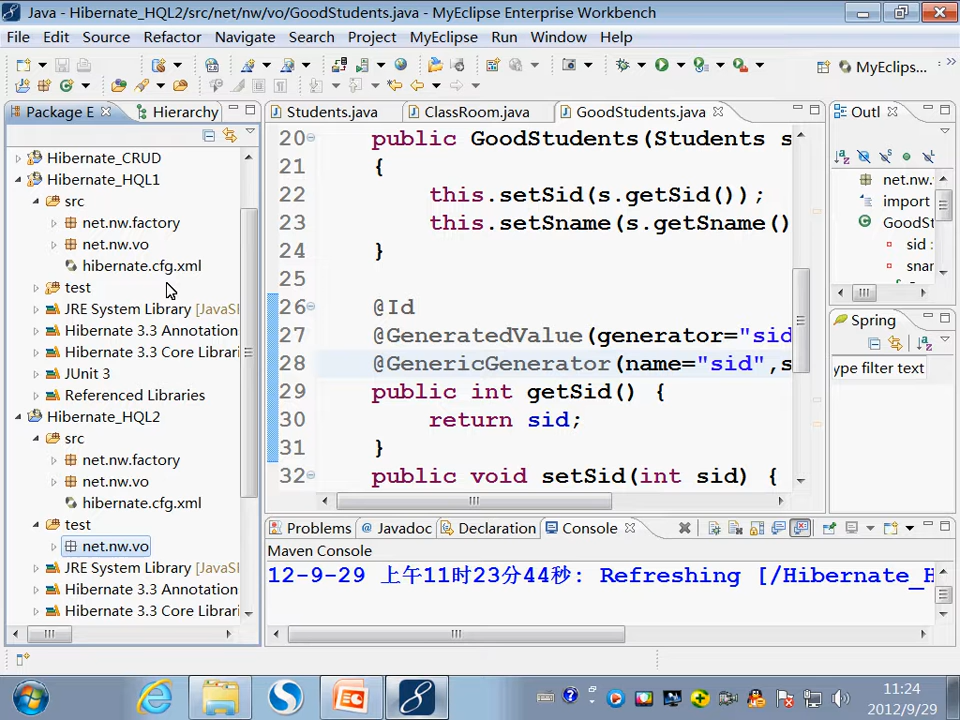 Java - Hibernate_HQL2/src/net/nw/vo/GoodStudents.java - MyEclipse Enterprise Workbench
File Edit Source Refactor Navigate Search Project MyEclipse Run Window Help
MyEclips...
Package E
Hierarchy
Students.java
ClassRoom.java
GoodStudents.java
Outl
Hibernate_CRUD
Hibernate_HQL1
src
net.nw.factory
net.nw.vo
hibernate.cfg.xml
test
JRE System Library [JavaSI
Hibernate 3.3 Annotation
Hibernate 3.3 Core Librari
JUnit 3
Referenced Libraries
Hibernate_HQL2
src
net.nw.factory
net.nw.vo
hibernate.cfg.xml
test
net.nw.vo
JRE System Library [JavaSI
Hibernate 3.3 Annotation
Hibernate 3.3 Core Librari
20 public GoodStudents(Students s
21 {
22 this.setSid(s.getSid());
23 this.setSname(s.getSname()
24 }
25
26 @Id
27 @GeneratedValue(generator="sid
28 @GenericGenerator(name="sid",s
29 public int getSid() {
30 return sid;
31 }
32 public void setSid(int sid) {
net.nw.
import
GoodSt
sid :
snar
Spring
ype filter text
Problems
Javadoc
Declaration
Console
Maven Console
12-9-29 上午11时23分44秒: Refreshing [/Hibernate_H
11:24
2012/9/29